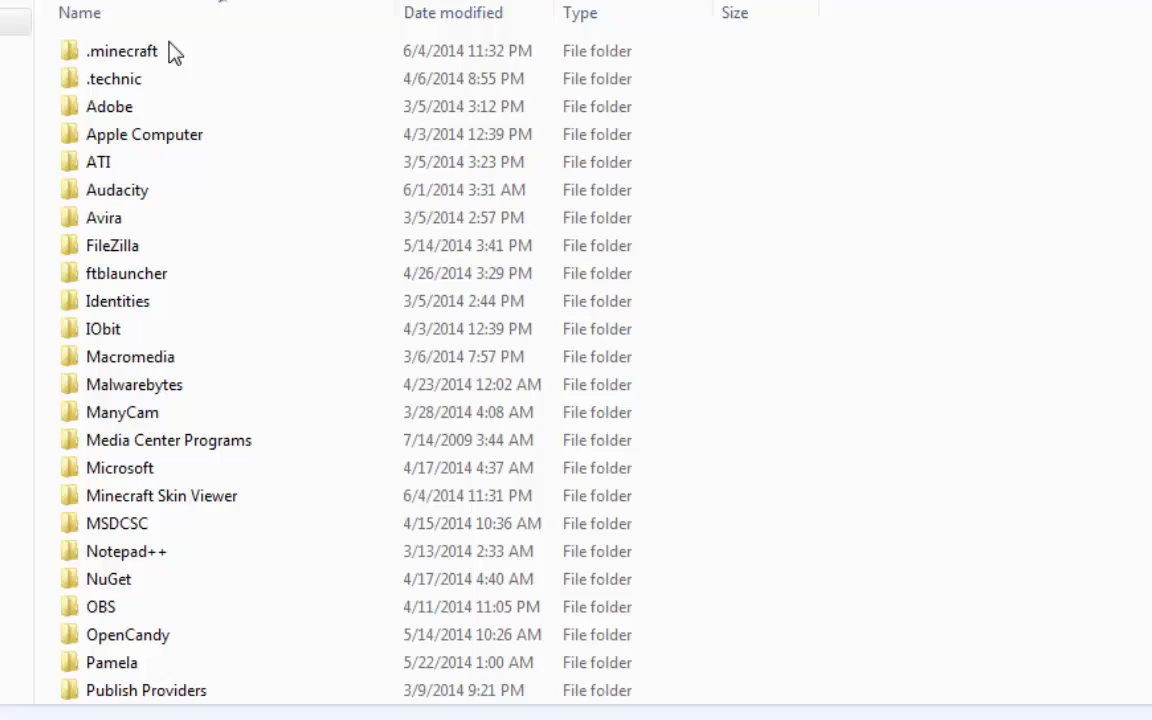 Name Date modified Type Size
.minecraft 6/4/2014 11:32 PM File folder
.technic 4/6/2014 8:55 PM File folder
Adobe 3/5/2014 3:12 PM File folder
Apple Computer 4/3/2014 12:39 PM File folder
ATI 3/5/2014 3:23 PM File folder
Audacity 6/1/2014 3:31 AM File folder
Avira 3/5/2014 2:57 PM File folder
FileZilla 5/14/2014 3:41 PM File folder
ftblauncher 4/26/2014 3:29 PM File folder
Identities 3/5/2014 2:44 PM File folder
IObit 4/3/2014 12:39 PM File folder
Macromedia 3/6/2014 7:57 PM File folder
Malwarebytes 4/23/2014 12:02 AM File folder
ManyCam 3/28/2014 4:08 AM File folder
Media Center Programs 7/14/2009 3:44 AM File folder
Microsoft 4/17/2014 4:37 AM File folder
Minecraft Skin Viewer 6/4/2014 11:31 PM File folder
MSDCSC 4/15/2014 10:36 AM File folder
Notepad++ 3/13/2014 2:33 AM File folder
NuGet 4/17/2014 4:40 AM File folder
OBS 4/11/2014 11:05 PM File folder
OpenCandy 5/14/2014 10:26 AM File folder
Pamela 5/22/2014 1:00 AM File folder
Publish Providers 3/9/2014 9:21 PM File folder